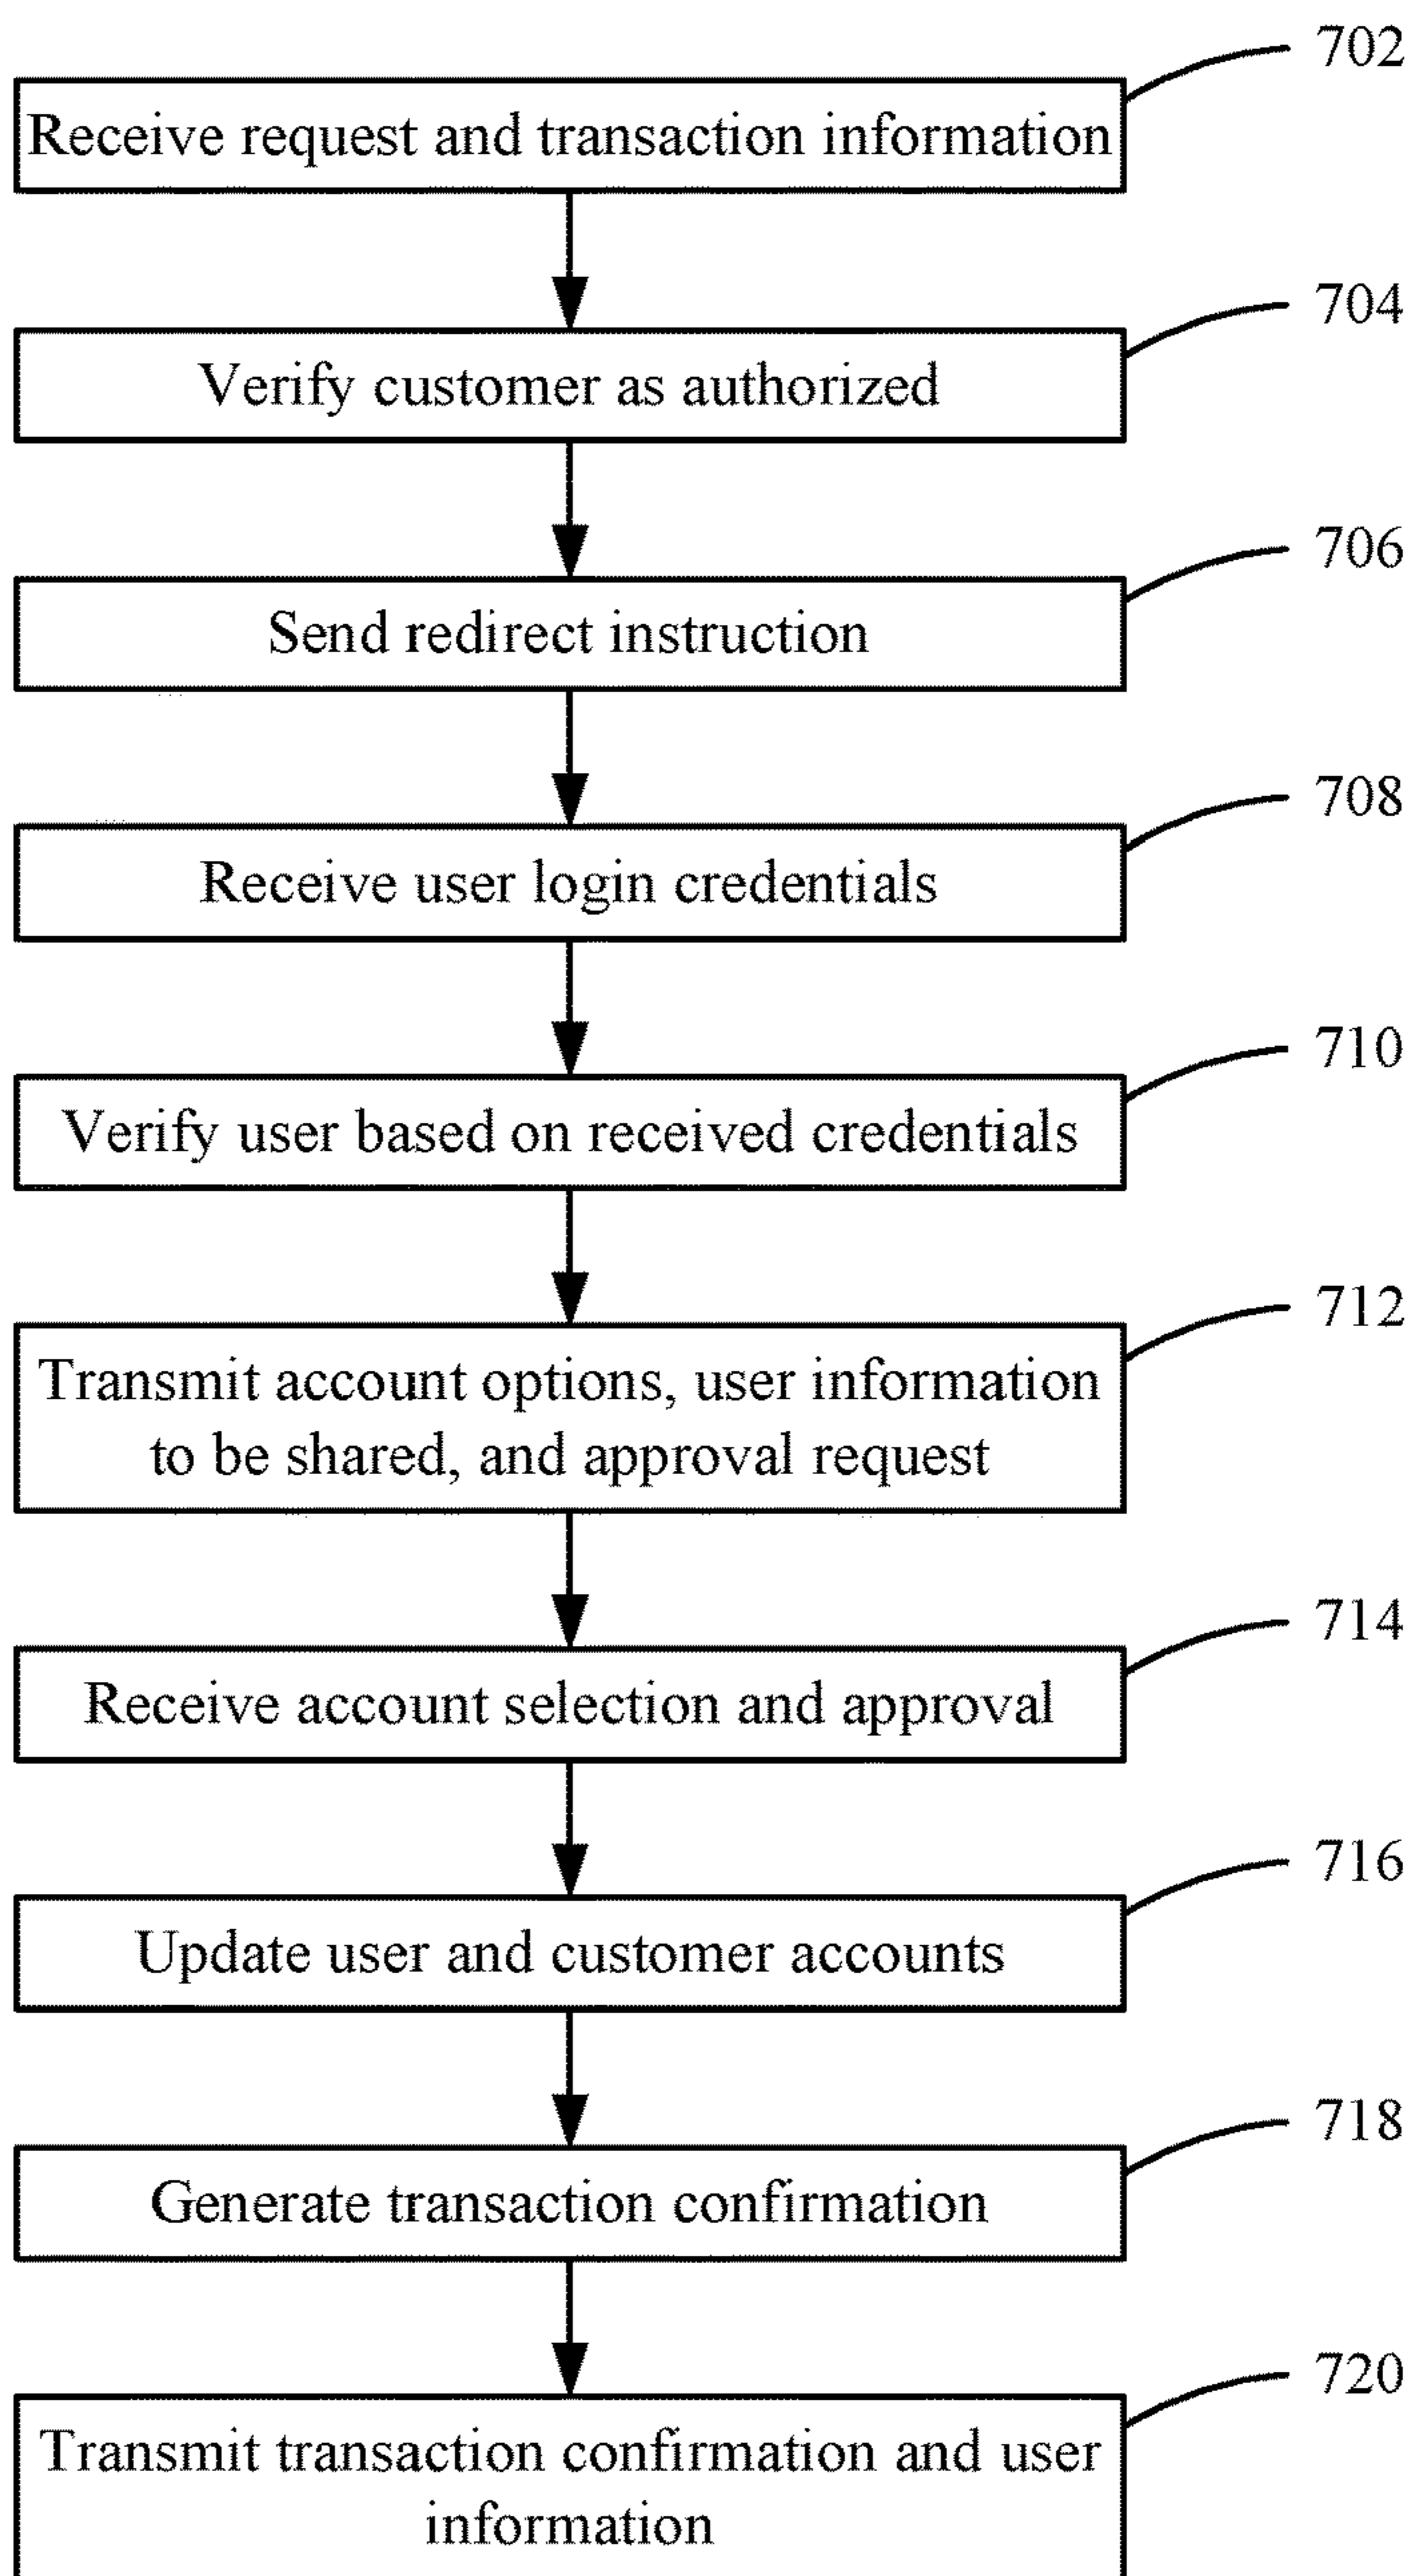 702
Receive request and transaction information
704
Verify customer as authorized
706
Send redirect instruction
708
Receive user login credentials
710
Verify user based on received credentials
712
Transmit account options, user information
to be shared, and approval request
714
Receive account selection and approval
716
Update user and customer accounts
718
Generate transaction confirmation
720
Transmit transaction confirmation and user
information